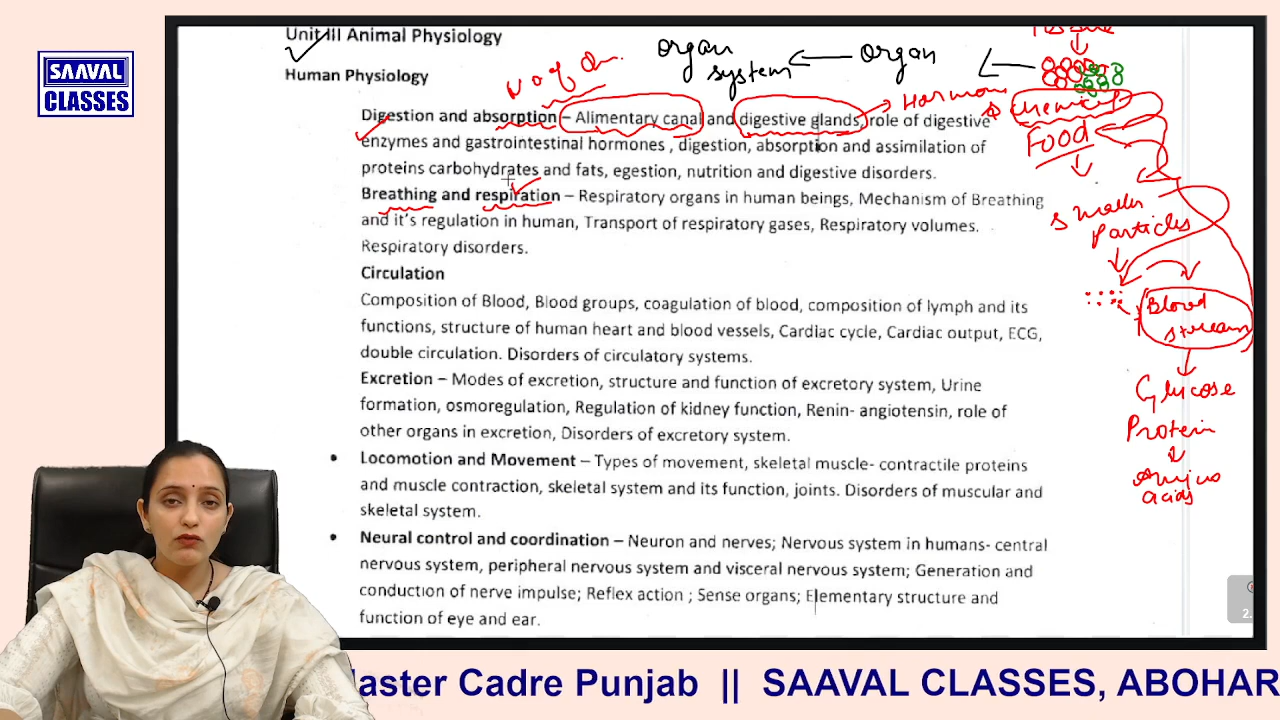 SAAVAL
CLASSES
Unit III Animal Physiology
organ
system
organ
Human Physiology
No of
Hormone
Chemicals
Food
Digestion and absorption – Alimentary canal and digestive glands, role of digestive
enzymes and gastrointestinal hormones , digestion, absorption and assimilation of
proteins carbohydrates and fats, egestion, nutrition and digestive disorders.
Breathing and respiration – Respiratory organs in human beings, Mechanism of Breathing
and it's regulation in human, Transport of respiratory gases, Respiratory volumes.
Respiratory disorders.
Smaller
Particles
Circulation
Composition of Blood, Blood groups, coagulation of blood, composition of lymph and its
functions, structure of human heart and blood vessels, Cardiac cycle, Cardiac output, ECG,
double circulation. Disorders of circulatory systems.
Blood
stream
Excretion – Modes of excretion, structure and function of excretory system, Urine
formation, osmoregulation, Regulation of kidney function, Renin- angiotensin, role of
other organs in excretion, Disorders of excretory system.
Glycose
Protein
Amino
acids
• Locomotion and Movement – Types of movement, skeletal muscle- contractile proteins
and muscle contraction, skeletal system and its function, joints. Disorders of muscular and
skeletal system.
• Neural control and coordination – Neuron and nerves; Nervous system in humans- central
nervous system, peripheral nervous system and visceral nervous system; Generation and
conduction of nerve impulse; Reflex action ; Sense organs; Elementary structure and
function of eye and ear.
2.
Master Cadre Punjab || SAAVAL CLASSES, ABOHAR